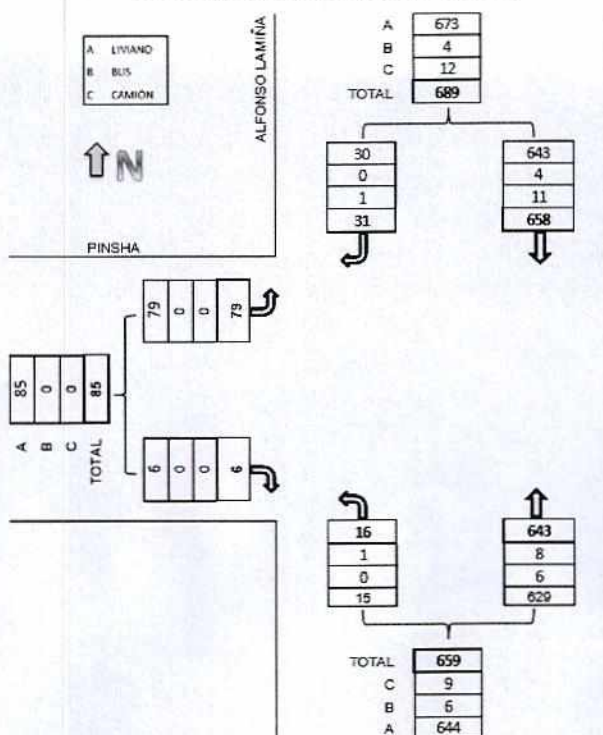 A LIVIANO
B BUS
C CAMIÓN
N
ALFONSO LAMIÑA
PINSHA
A 673
B 4
C 12
TOTAL 689
30 643
0 4
1 11
31 658
79 0 0 79
85 0 0 85
A B C TOTAL
6 0 0 6
16 643
1 8
0 6
15 629
TOTAL 659
C 9
B 6
A 644